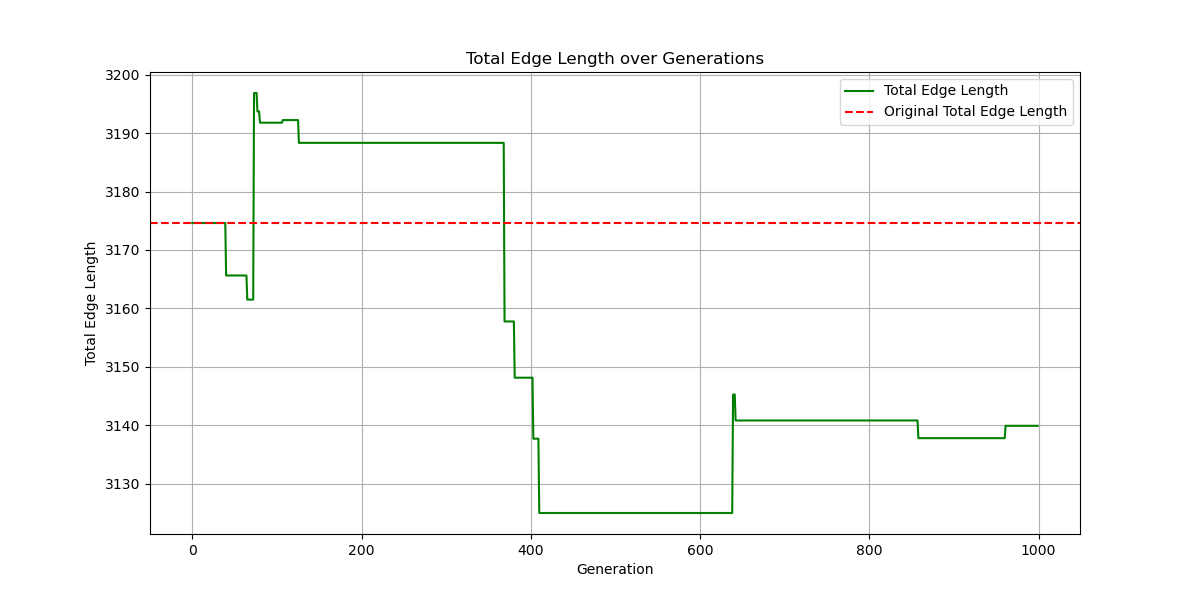 Total Edge Length over Generations
Total Edge Length
Original Total Edge Length
Total Edge Length
3200
3190
3180
3170
3160
3150
3140
3130
0 200 400 600 800 1000
Generation